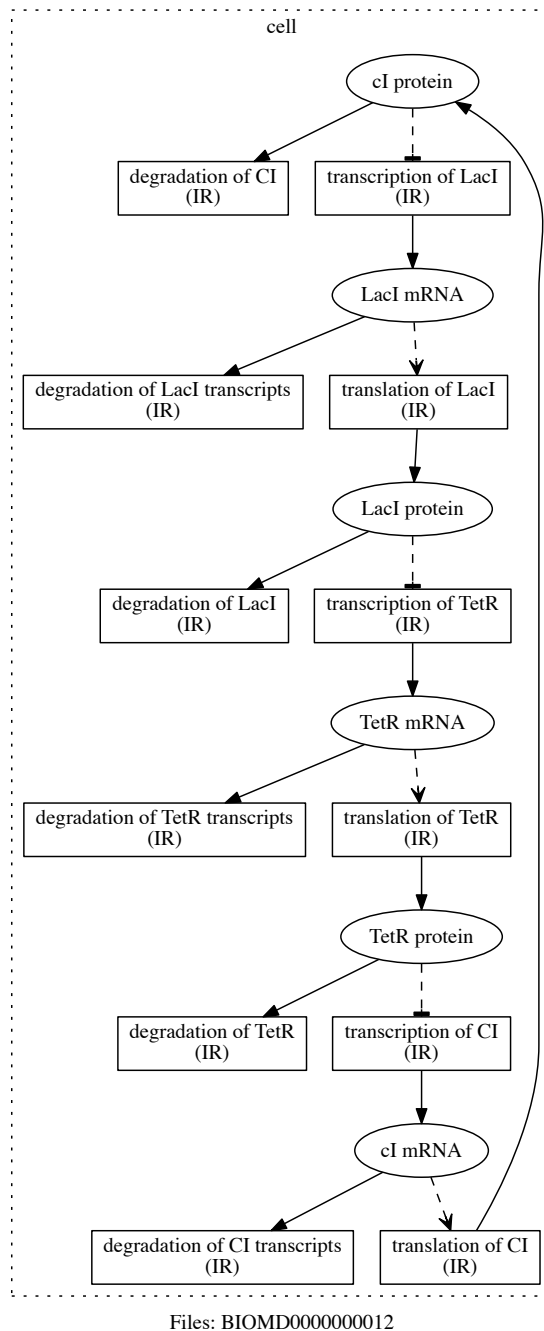 cell
cI protein
degradation of CI
(IR)
transcription of LacI
(IR)
LacI mRNA
degradation of LacI transcripts
(IR)
translation of LacI
(IR)
LacI protein
degradation of LacI
(IR)
transcription of TetR
(IR)
TetR mRNA
degradation of TetR transcripts
(IR)
translation of TetR
(IR)
TetR protein
degradation of TetR
(IR)
transcription of CI
(IR)
cI mRNA
degradation of CI transcripts
(IR)
translation of CI
(IR)
Files: BIOMD0000000012